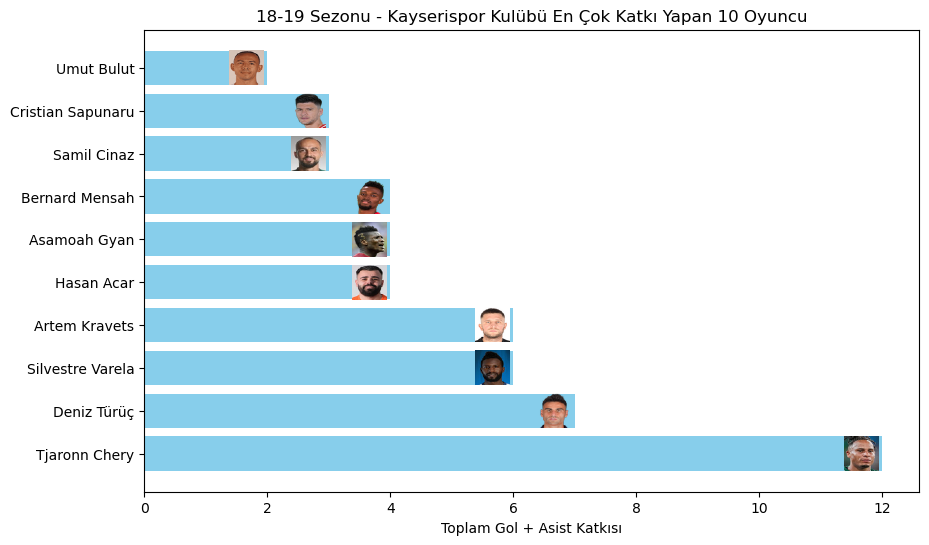 18-19 Sezonu - Kayserispor Kulübü En Çok Katkı Yapan 10 Oyuncu
Umut Bulut
Cristian Sapunaru
Samil Cinaz
Bernard Mensah
Asamoah Gyan
Hasan Acar
Artem Kravets
Silvestre Varela
Deniz Türüç
Tjaronn Chery
0 2 4 6 8 10 12
Toplam Gol + Asist Katkısı